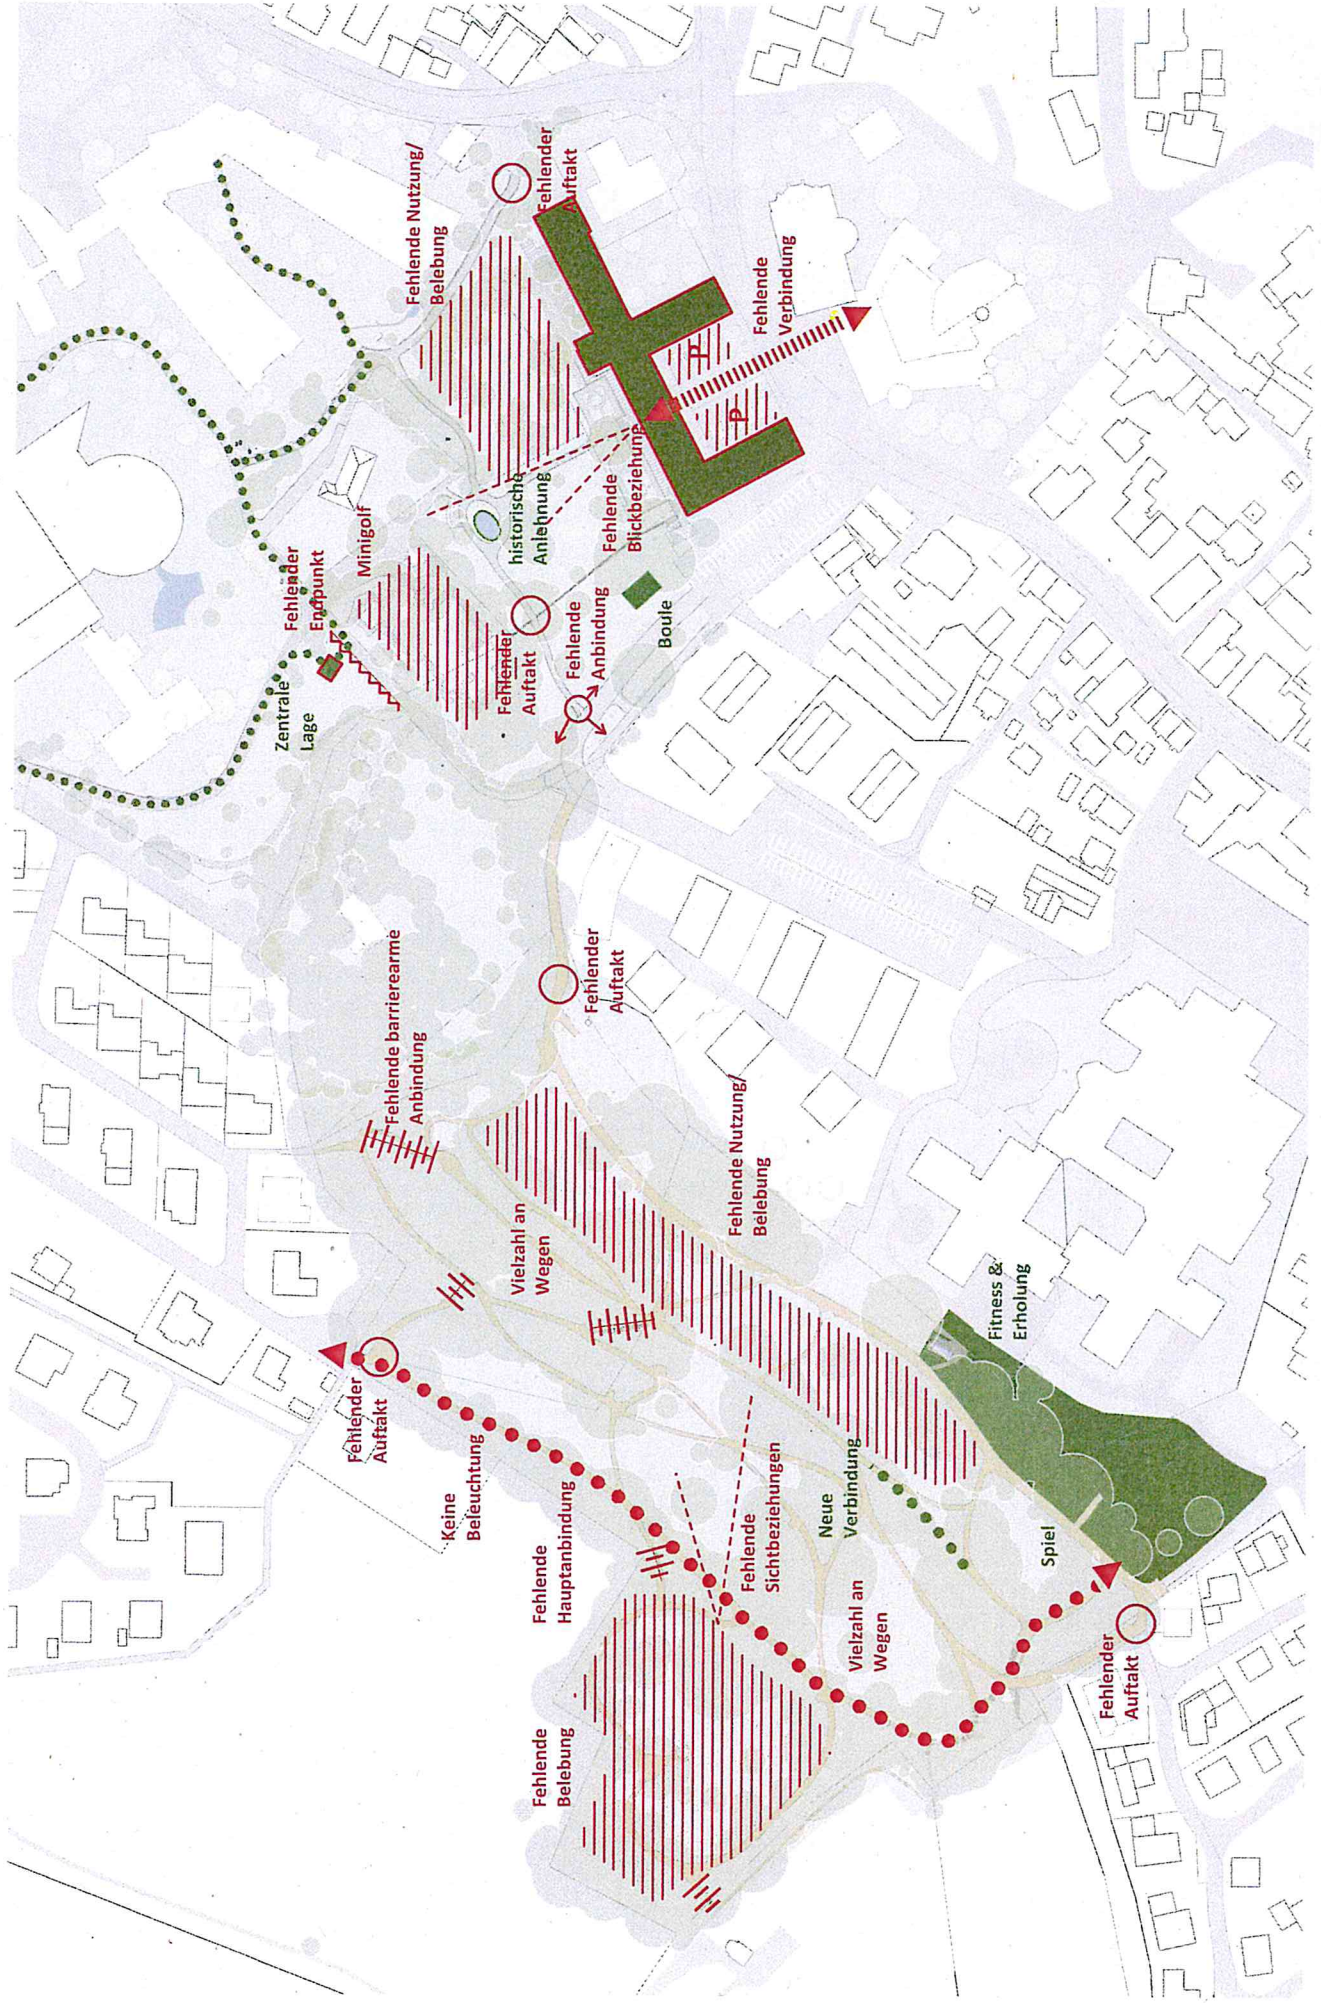 Fehlende Nutzung/
Belebung
Fehlender
Auftakt
Fehlende
Verbindung
P
P
historische
Anlehnung
Fehlende
Blickbeziehung
Minigolf
Fehlender
Endpunkt
Zentrale
Lage
Fehlender
Auftakt
Fehlende
Anbindung
Boule
Fehlende barrierearme
Anbindung
Fehlender
Auftakt
Vielzahl an
Wegen
Fehlende Nutzung/
Belebung
Fitness &
Erholung
Fehlender
Auftakt
Keine
Beleuchtung
Fehlende
Hauptanbindung
Fehlende
Sichtbeziehungen
Neue
Verbindung
Spiel
Vielzahl an
Wegen
Fehlende
Belebung
Fehlender
Auftakt